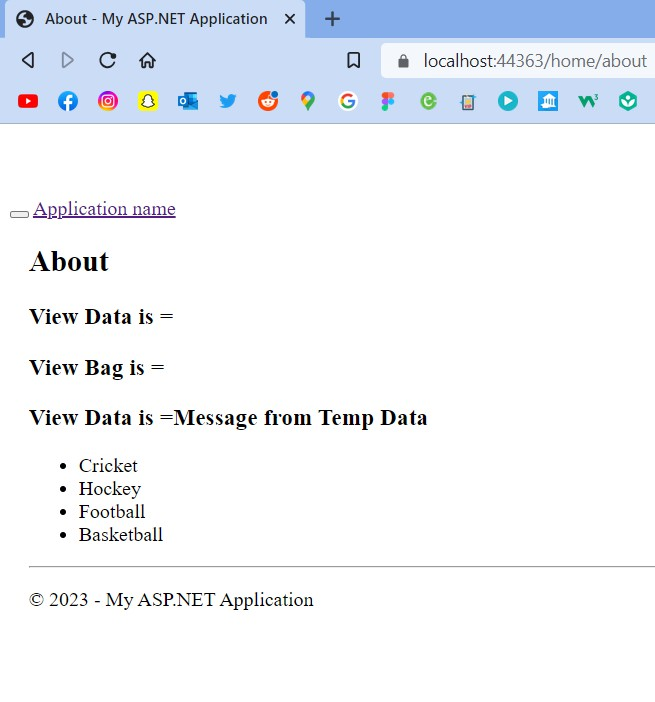 About - My ASP.NET Application
localhost:44363/home/about
Application name
About
View Data is =
View Bag is =
View Data is =Message from Temp Data
Cricket
Hockey
Football
Basketball
© 2023 - My ASP.NET Application